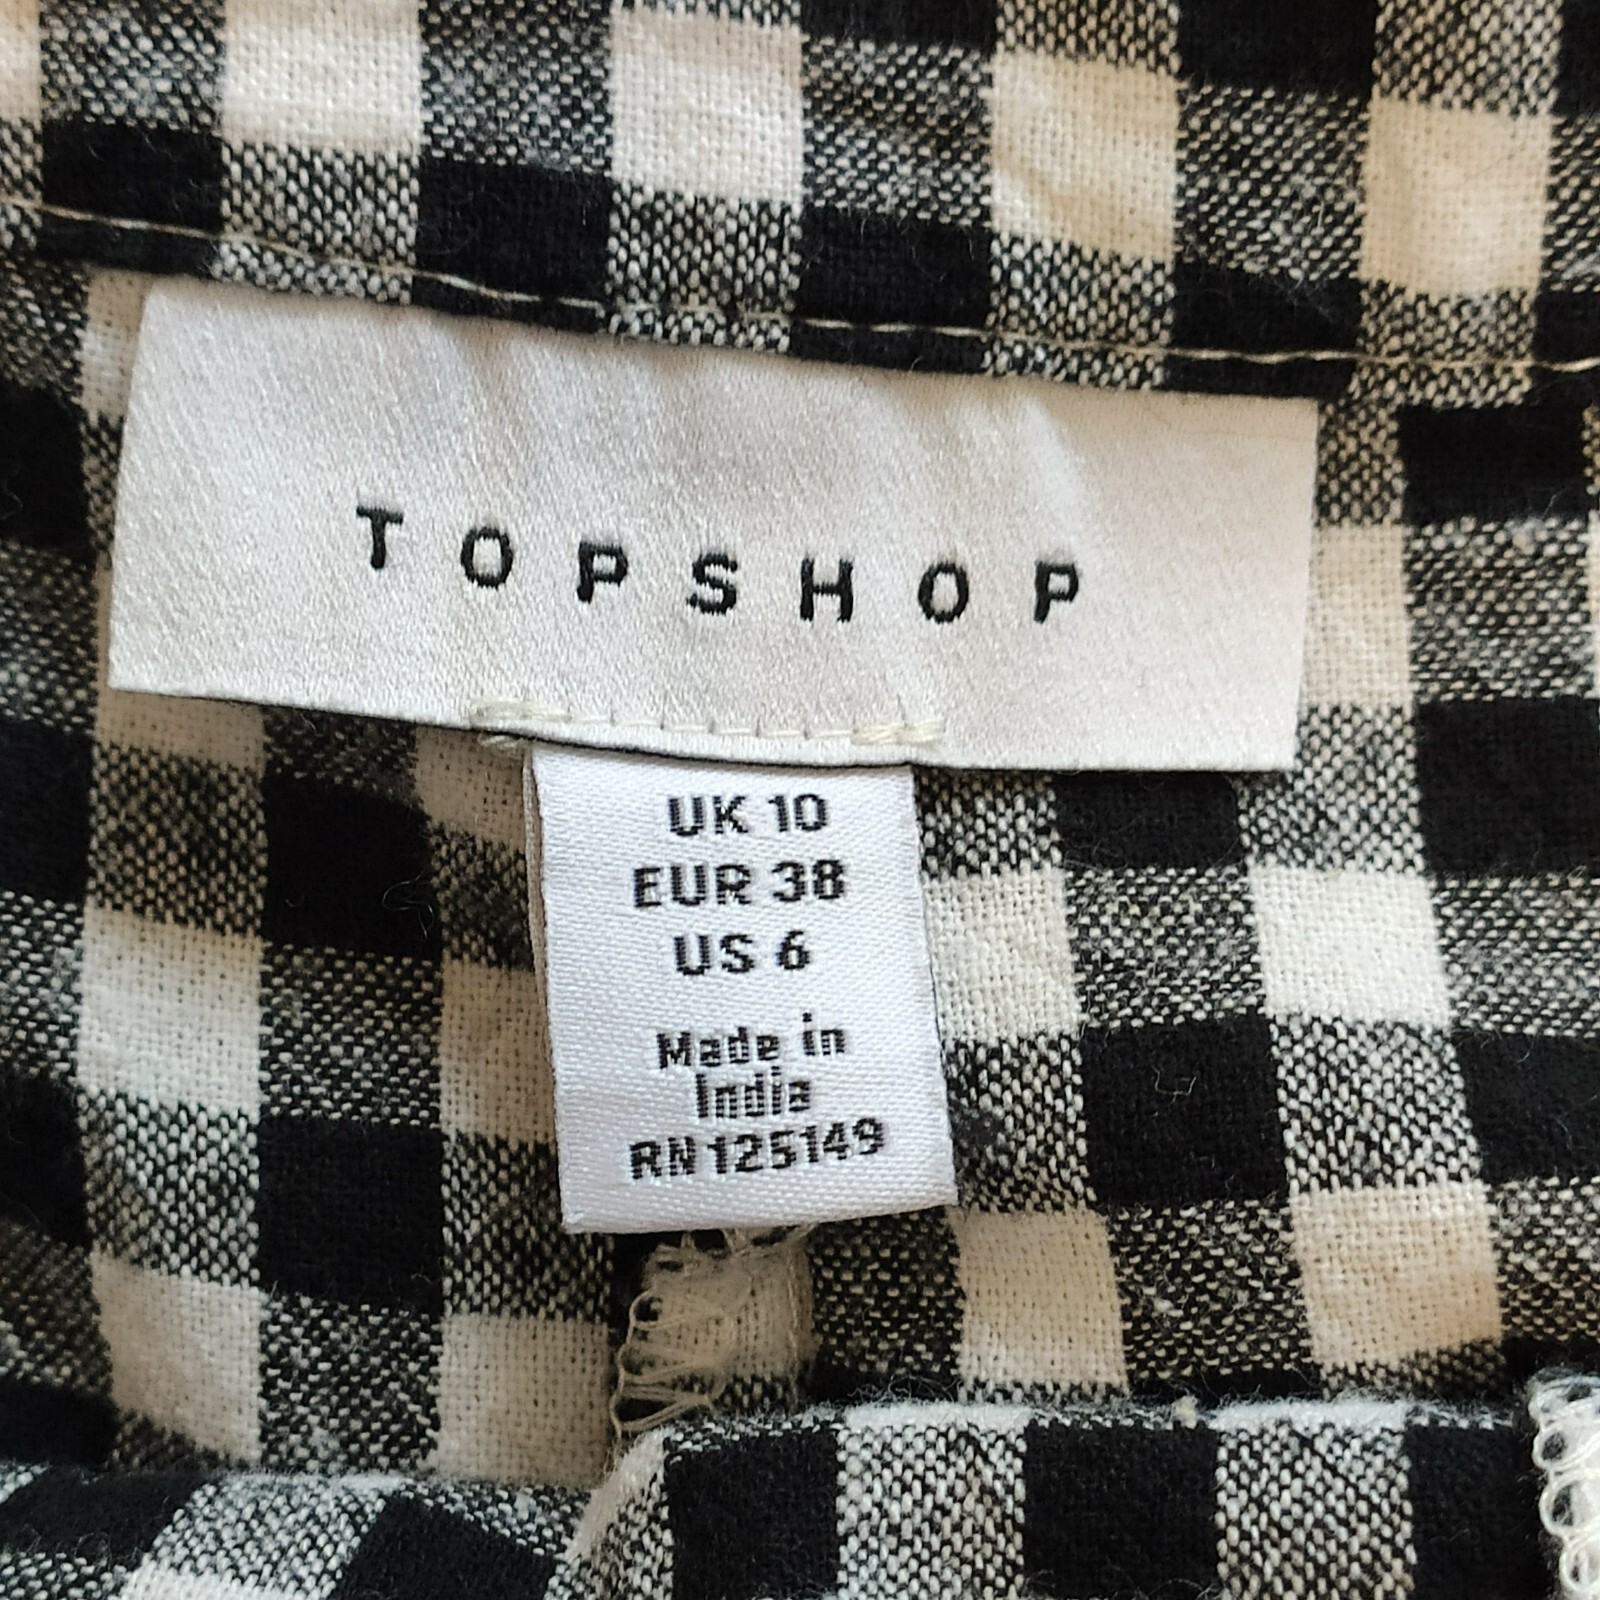 TOPSHOP
UK 10
EUR 38
US 6
Made in
India
RN 125149